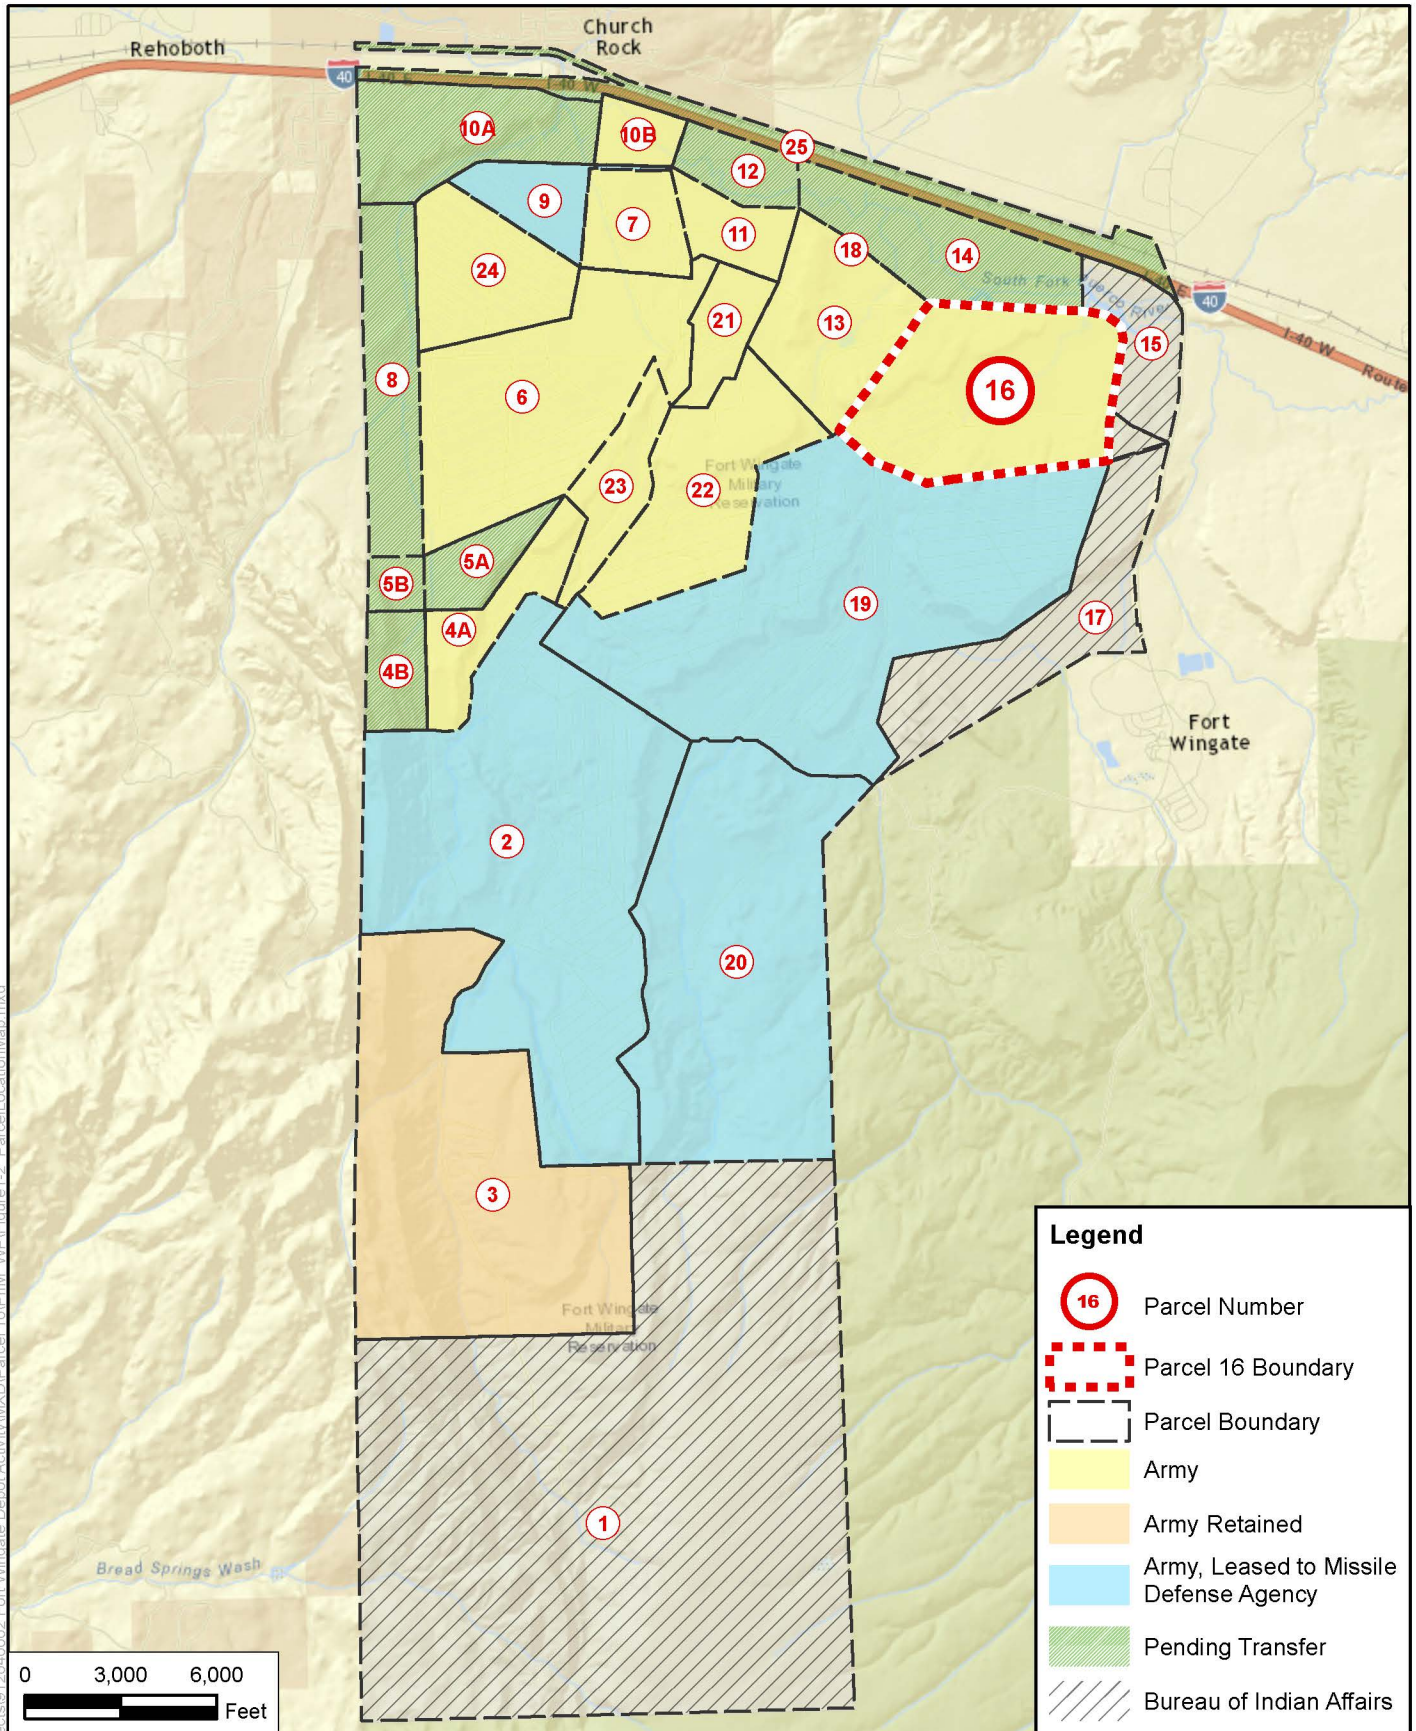 Rehoboth
Church
Rock
40
I-40 E
I-40 W
10A
10B
25
12
9
7
11
18
14
24
South Fork Puerco River
I-40 E
40
21
13
15
I-40 W
Route
8
6
16
Fort Wingate
Military
Reservation
23
22
5A
5B
19
4A
17
4B
Fort
Wingate
2
20
3
Fort Wingate
Military
Reservation
1
Bread Springs Wash
0 3,000 6,000
Feet
Legend
16 Parcel Number
Parcel 16 Boundary
Parcel Boundary
Army
Army Retained
Army, Leased to Missile
Defense Agency
Pending Transfer
Bureau of Indian Affairs